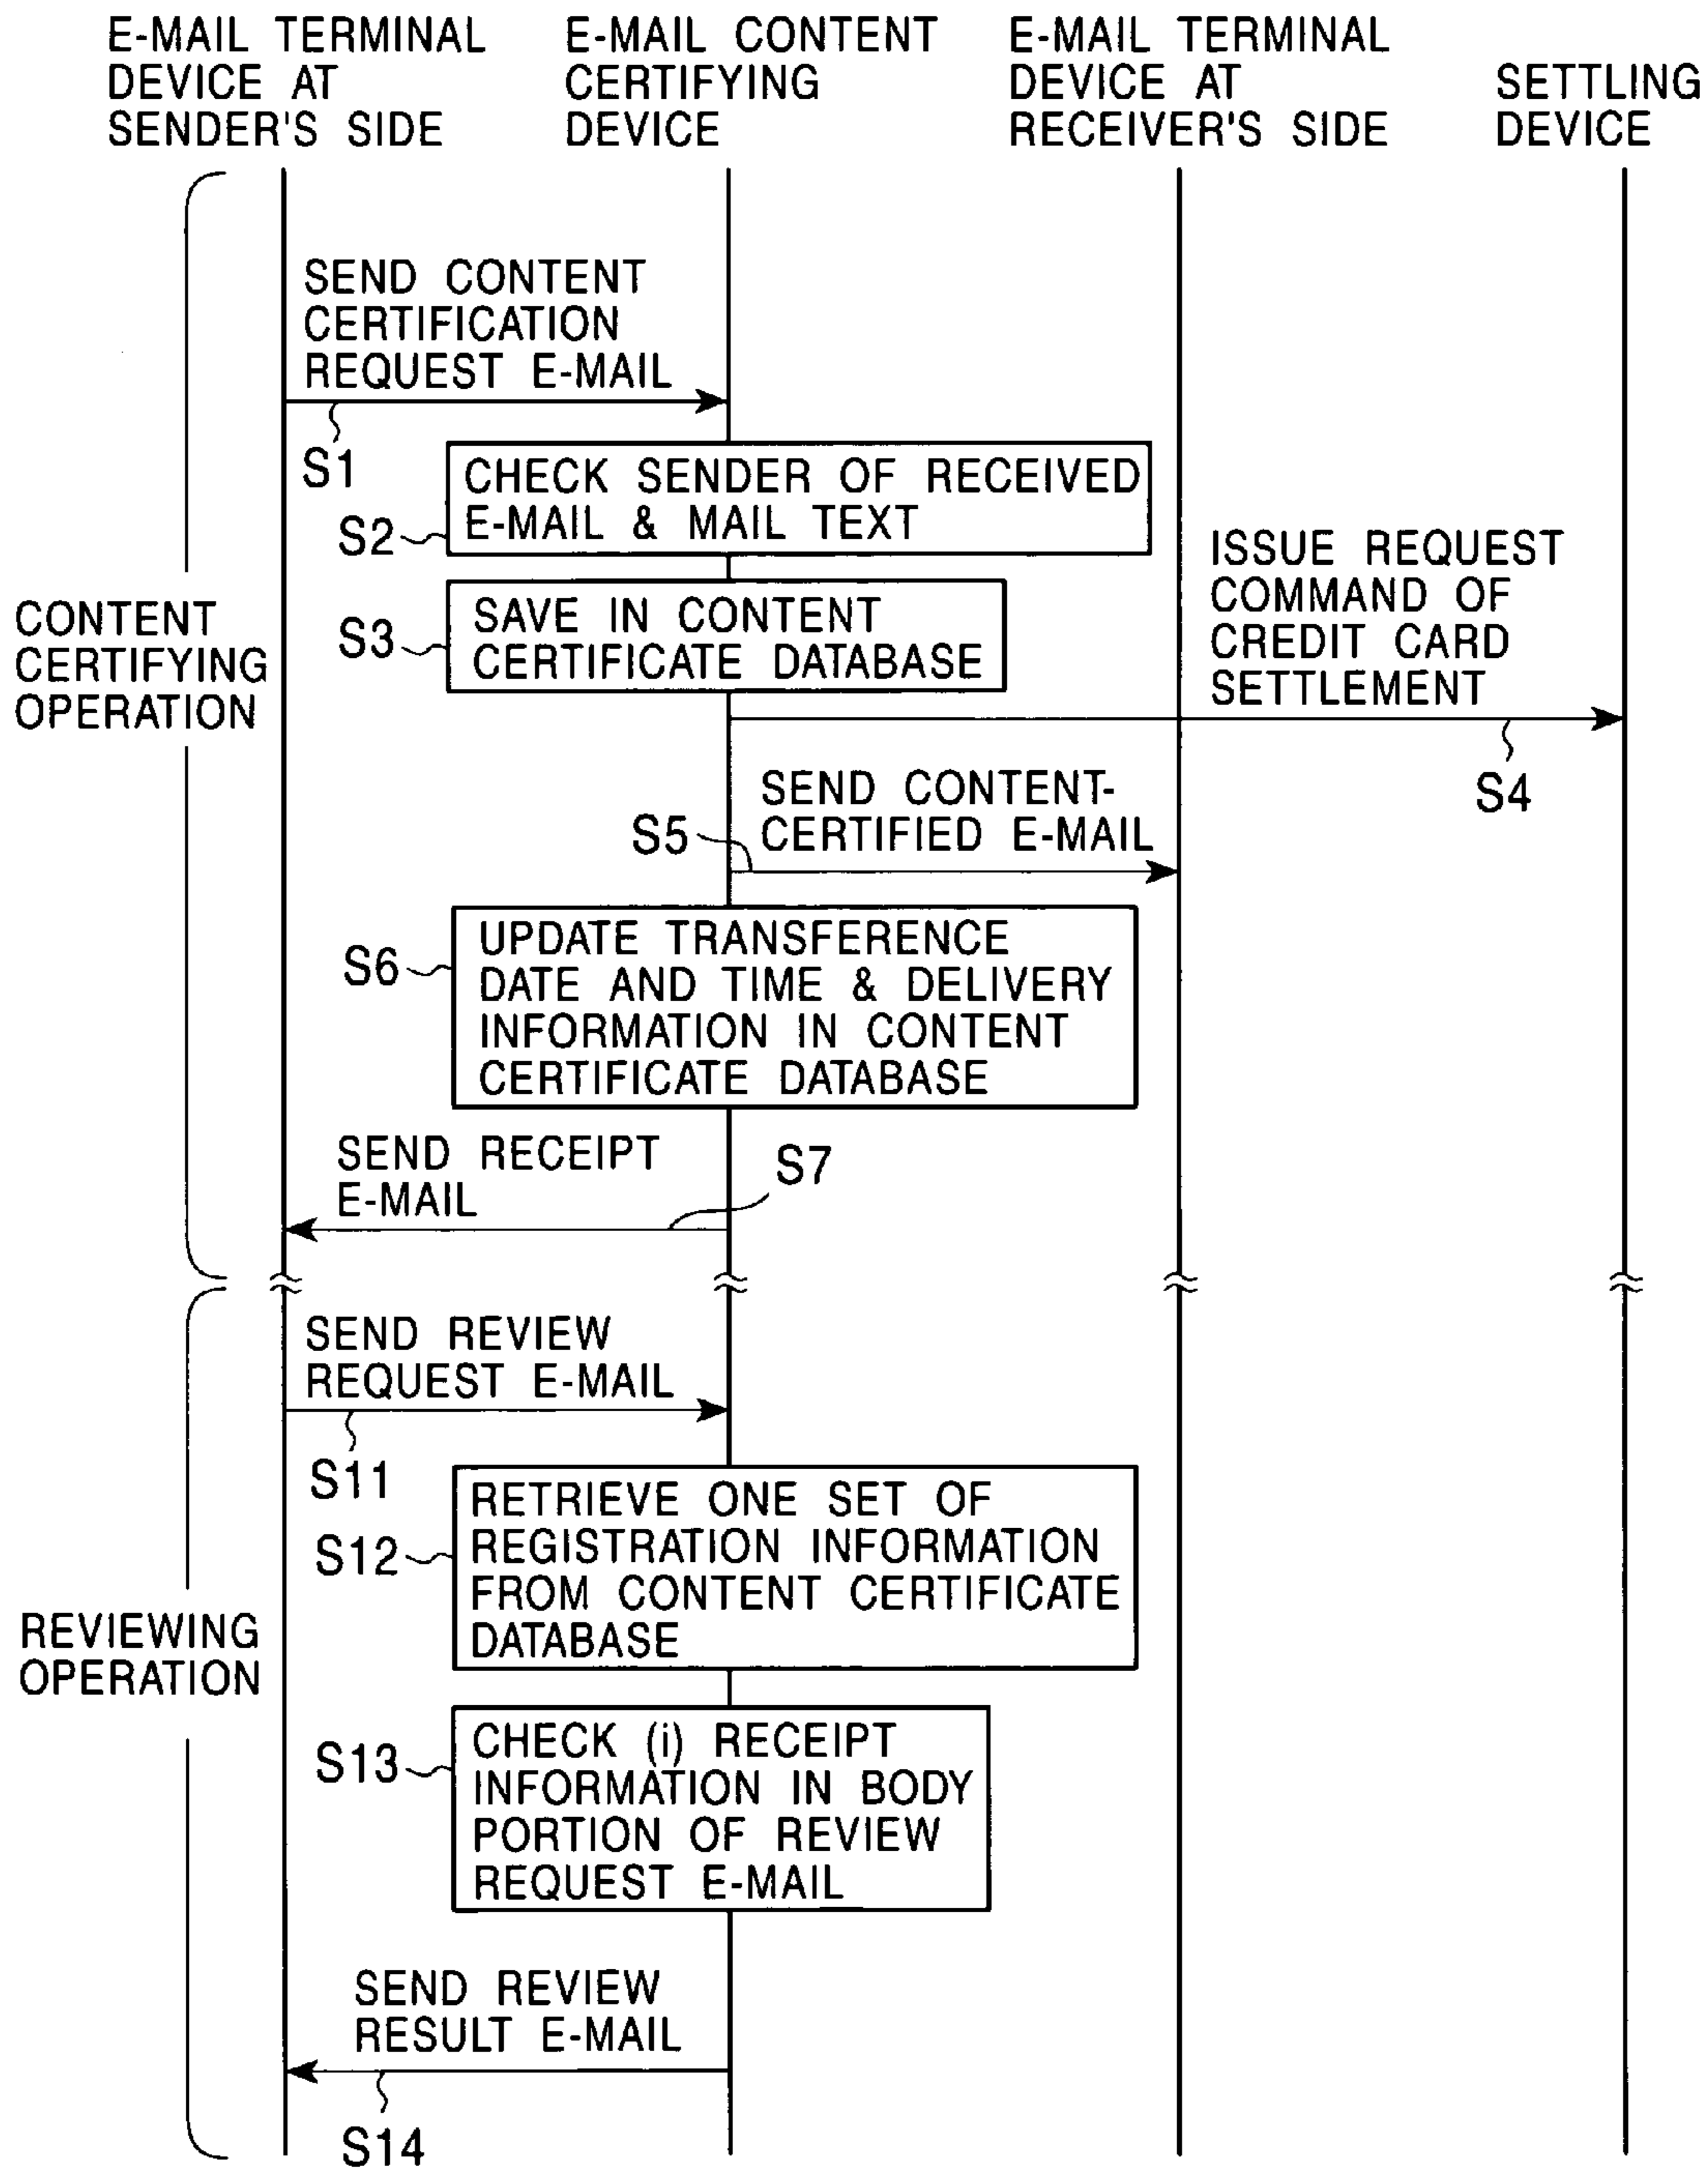 E-MAIL TERMINAL
DEVICE AT
SENDER'S SIDE
E-MAIL CONTENT
CERTIFYING
DEVICE
E-MAIL TERMINAL
DEVICE AT
RECEIVER'S SIDE
SETTLING
DEVICE
CONTENT
CERTIFYING
OPERATION
SEND CONTENT
CERTIFICATION
REQUEST E-MAIL
S1
CHECK SENDER OF RECEIVED
E-MAIL & MAIL TEXT
S2
SAVE IN CONTENT
CERTIFICATE DATABASE
S3
ISSUE REQUEST
COMMAND OF
CREDIT CARD
SETTLEMENT
S4
SEND CONTENT-
CERTIFIED E-MAIL
S5
UPDATE TRANSFERENCE
DATE AND TIME & DELIVERY
INFORMATION IN CONTENT
CERTIFICATE DATABASE
S6
SEND RECEIPT
E-MAIL
S7
REVIEWING
OPERATION
SEND REVIEW
REQUEST E-MAIL
S11
RETRIEVE ONE SET OF
REGISTRATION INFORMATION
FROM CONTENT CERTIFICATE
DATABASE
S12
CHECK (i) RECEIPT
INFORMATION IN BODY
PORTION OF REVIEW
REQUEST E-MAIL
S13
SEND REVIEW
RESULT E-MAIL
S14